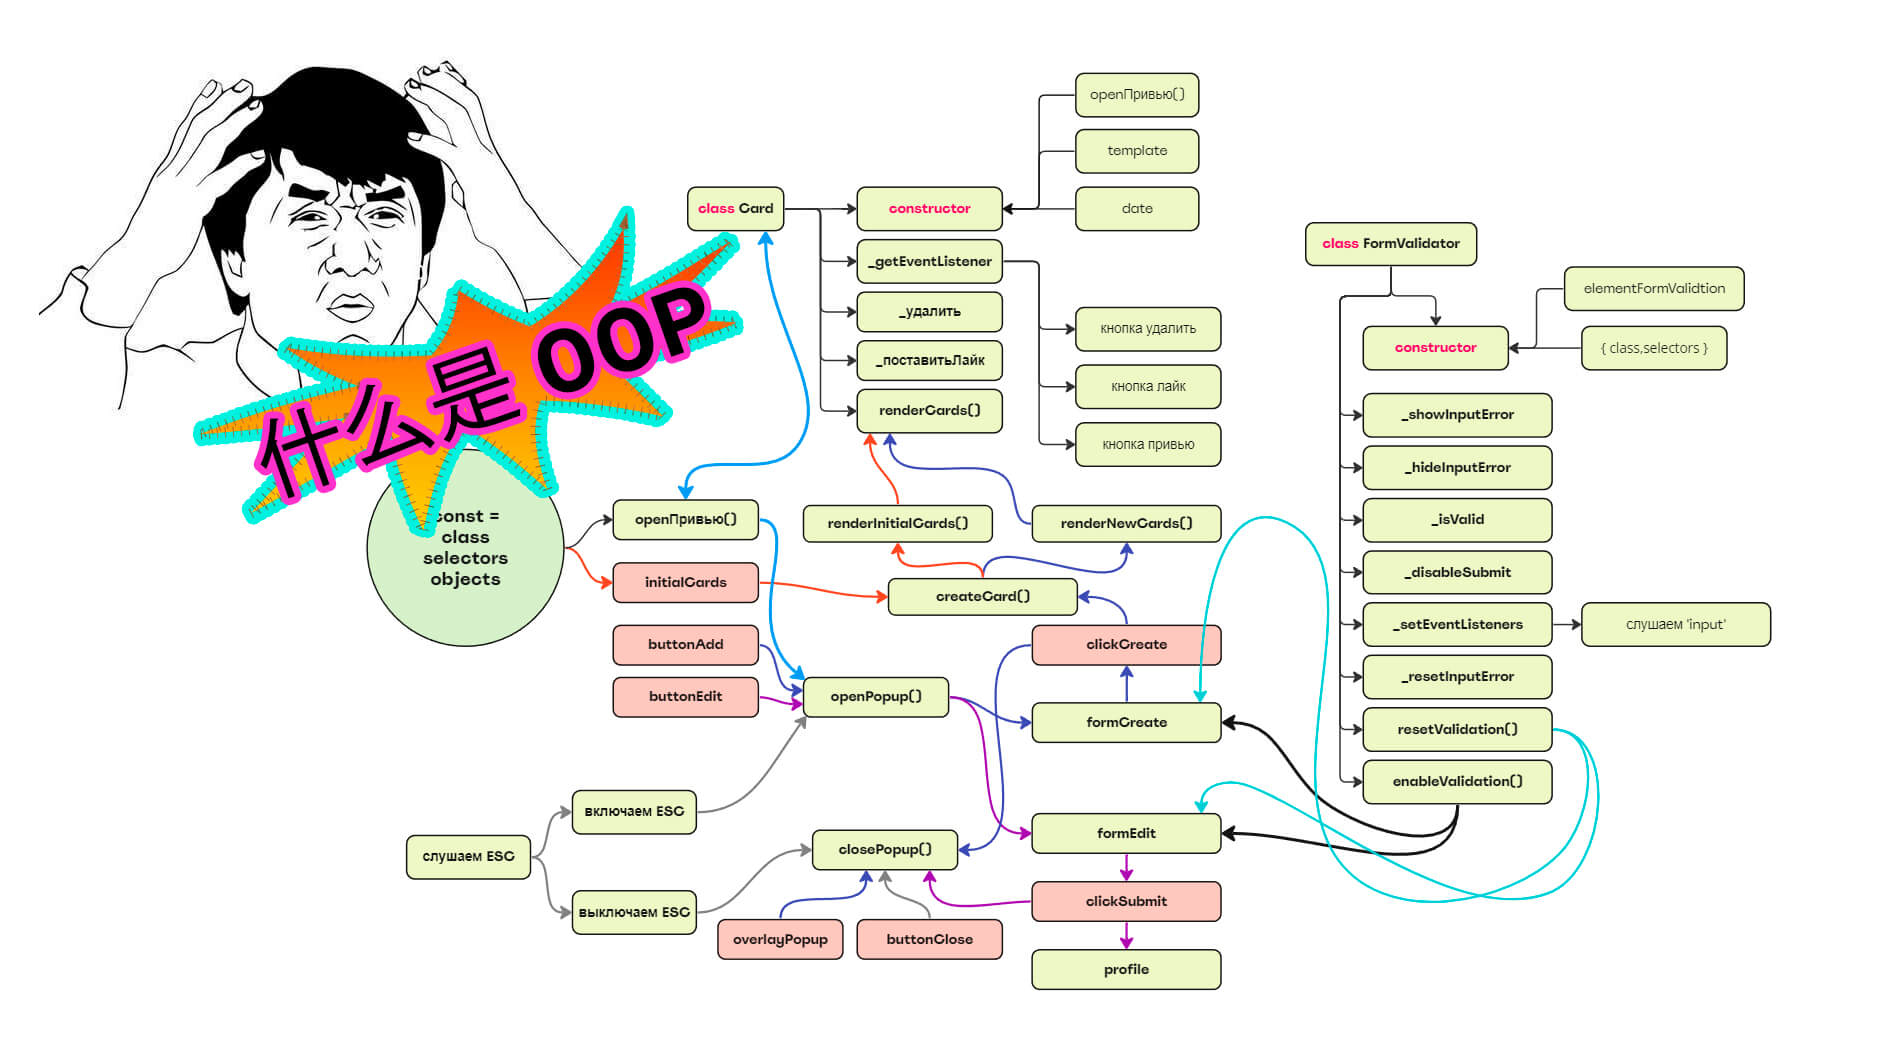 什么是 OOP
const =
class
selectors
objects
class Card
constructor
openПривью()
template
date
_getEventListener
_удалить
_поставитьЛайк
renderCards()
кнопка удалить
кнопка лайк
кнопка привью
openПривью()
initialCards
buttonAdd
buttonEdit
renderInitialCards()
renderNewCards()
createCard()
clickCreate
openPopup()
formCreate
слушаем ESC
включаем ESC
выключаем ESC
closePopup()
overlayPopup
buttonClose
formEdit
clickSubmit
profile
class FormValidator
constructor
elementFormValidtion
{ class,selectors }
_showInputError
_hideInputError
_isValid
_disableSubmit
_setEventListeners
слушаем 'input'
_resetInputError
resetValidation()
enableValidation()